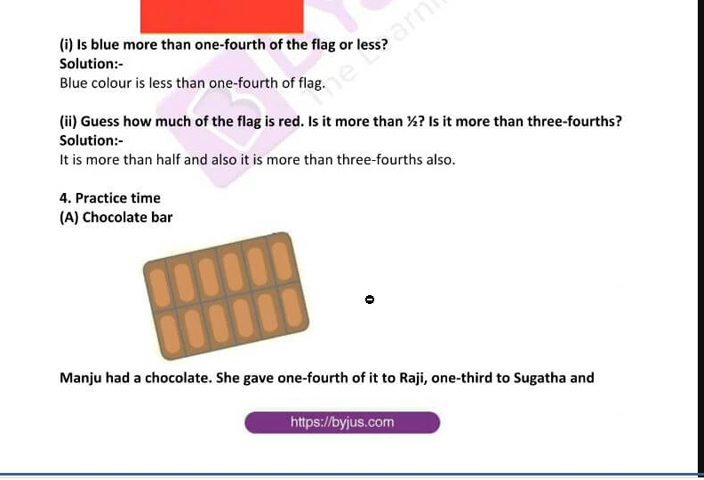 (i) Is blue more than one-fourth of the flag or less?
Solution:-
Blue colour is less than one-fourth of flag.
(ii) Guess how much of the flag is red. Is it more than ½? Is it more than three-fourths?
Solution:-
It is more than half and also it is more than three-fourths also.
4. Practice time
(A) Chocolate bar
Manju had a chocolate. She gave one-fourth of it to Raji, one-third to Sugatha and
https://byjus.com